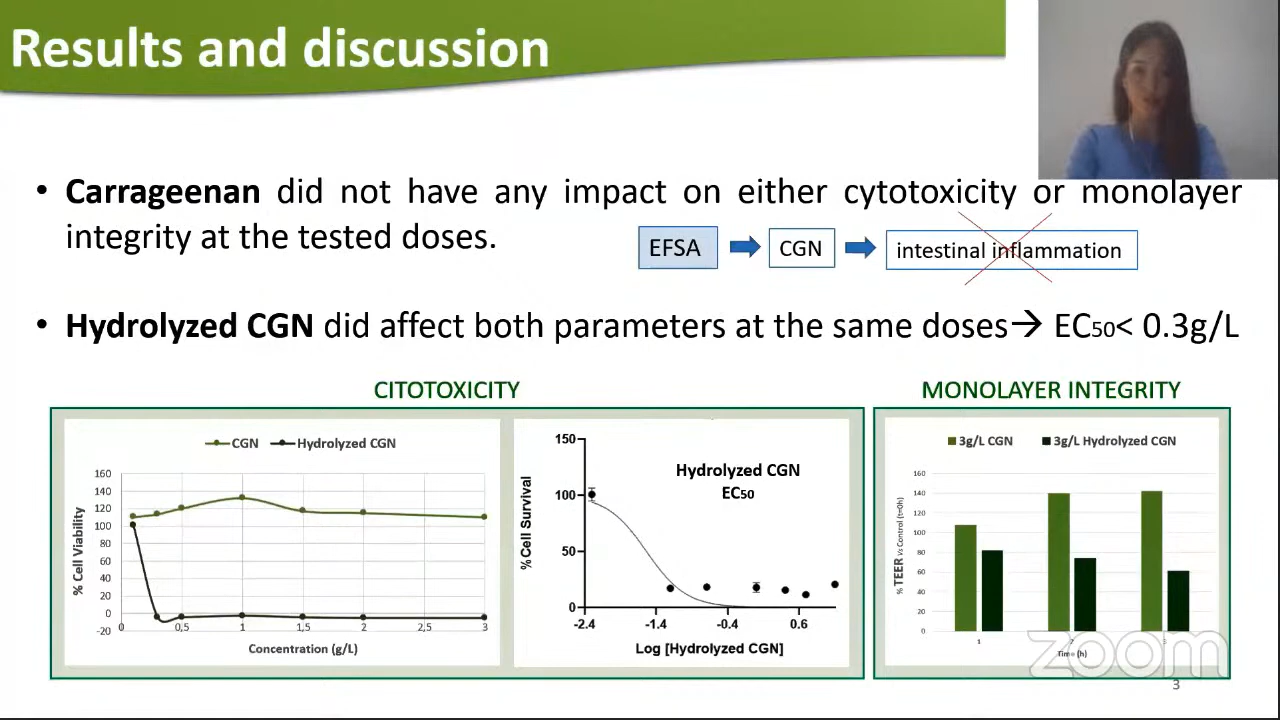 Results and discussion
• Carrageenan did not have any impact on either cytotoxicity or monolayer
integrity at the tested doses.
EFSA
CGN
intestinal inflammation
• Hydrolyzed CGN did affect both parameters at the same doses→ EC50< 0.3g/L
CITOTOXICITY
MONOLAYER INTEGRITY
CGN
Hydrolyzed CGN
% Cell Viability
160
140
120
100
80
60
40
20
0
-20
0
0,5
1
1,5
2
2,5
3
Concentration (g/L)
Hydrolyzed CGN
EC50
%Cell Survival
150
100
50
0
-2.4
-1.4
-0.4
0.6
Log [Hydrolyzed CGN]
3g/L CGN
3g/L Hydrolyzed CGN
% TEER Vs Control (t=0h)
160
140
120
100
80
60
40
20
0
1
2
3
Time (h)
zoom
3